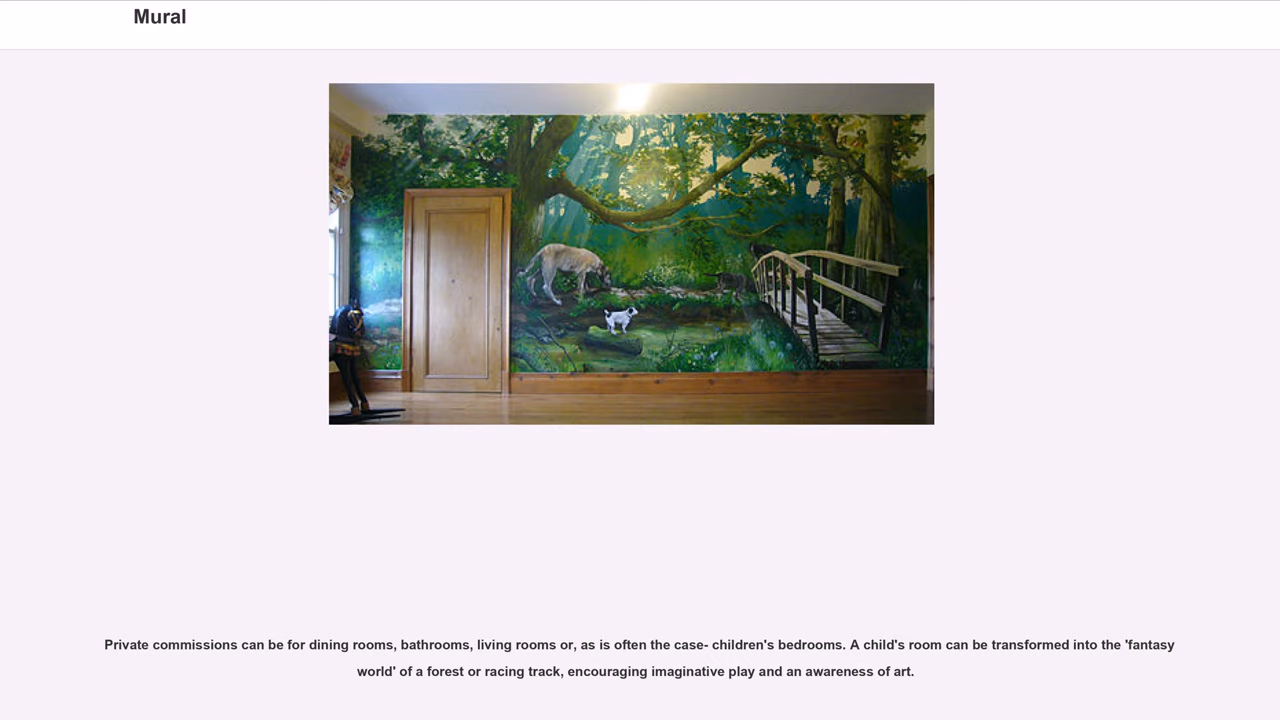 Mural
Private commissions can be for dining rooms, bathrooms, living rooms or, as is often the case- children's bedrooms. A child's room can be transformed into the 'fantasy
world' of a forest or racing track, encouraging imaginative play and an awareness of art.